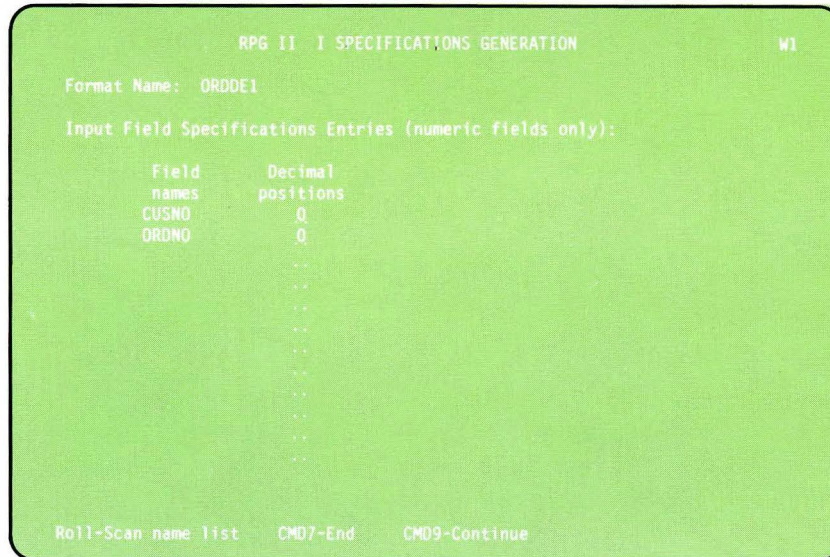 RPG II I SPECIFICATIONS GENERATION W1
Format Name: ORDDE1
Input Field Specifications Entries (numeric fields only):
Field Decimal
names positions
CUSNO 0
ORDNO 0
Roll-Scan name list CMD7-End CMD9-Continue